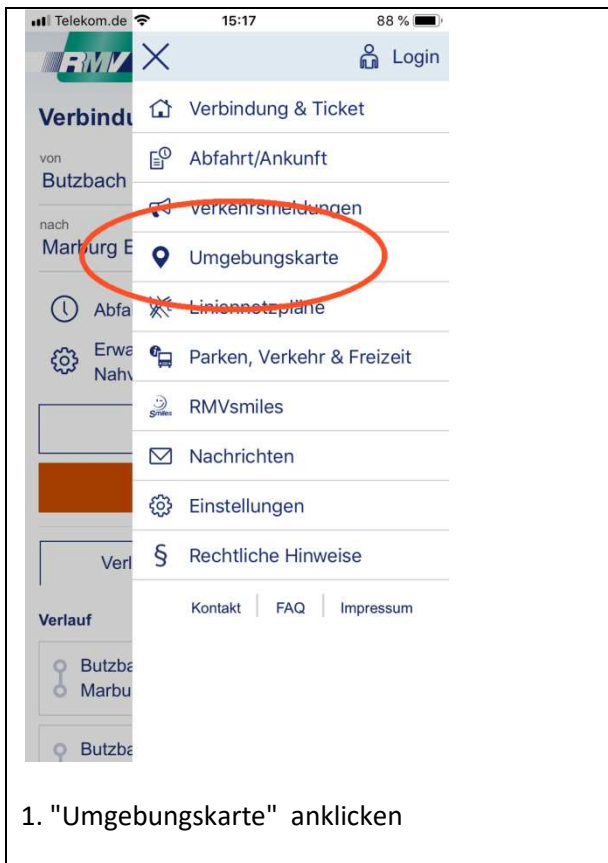 Telekom.de 15:17 88 %
RMV Login
Verbindu
von
Butzbach
nach
Marburg E
Abfa
Erwa
Nahv
Verl
Verlauf
Butzba
Marbu
Butzba
Verbindung & Ticket
Abfahrt/Ankunft
Verkehrsmeldungen
Umgebungskarte
Liniennetzpläne
Parken, Verkehr & Freizeit
Smiles RMVsmiles
Nachrichten
Einstellungen
§ Rechtliche Hinweise
Kontakt | FAQ | Impressum
1. "Umgebungskarte" anklicken